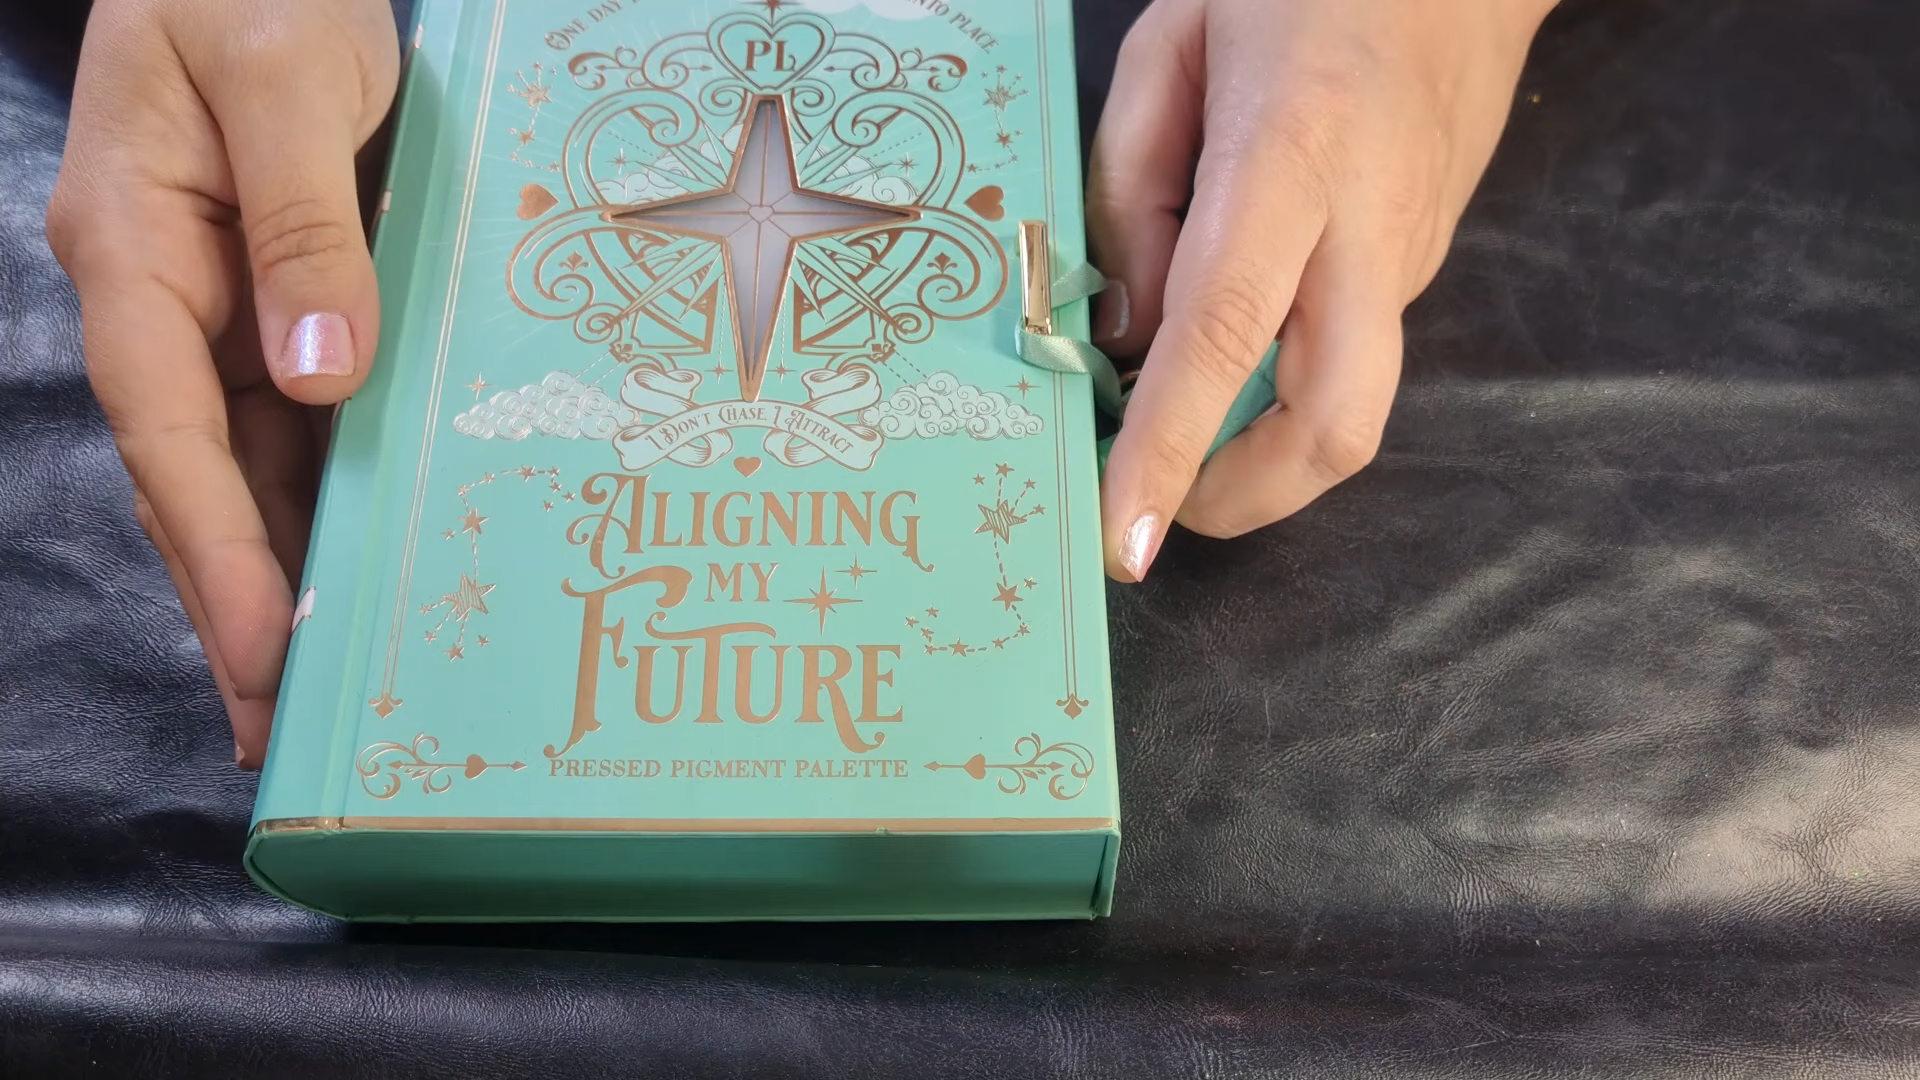 ONE DAY
INTO PLACE
PL
I DON'T CHASE, I ATTRACT
ALIGNING
MY
FUTURE
PRESSED PIGMENT PALETTE